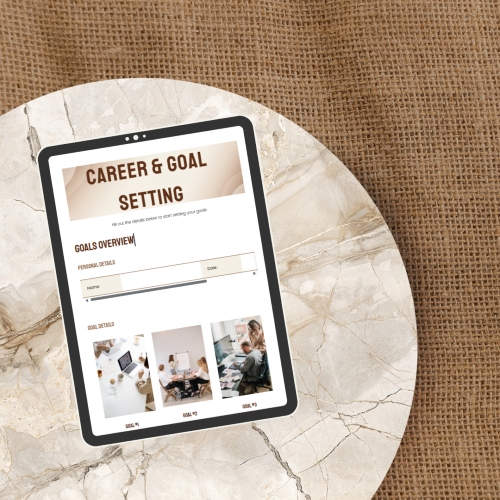 CAREER & GOAL
SETTING
Fill out the details below to start setting your goals
GOALS OVERVIEW
PERSONAL DETAILS
Name:
Date:
GOAL DETAILS
GOAL #1
GOAL #2
GOAL #3